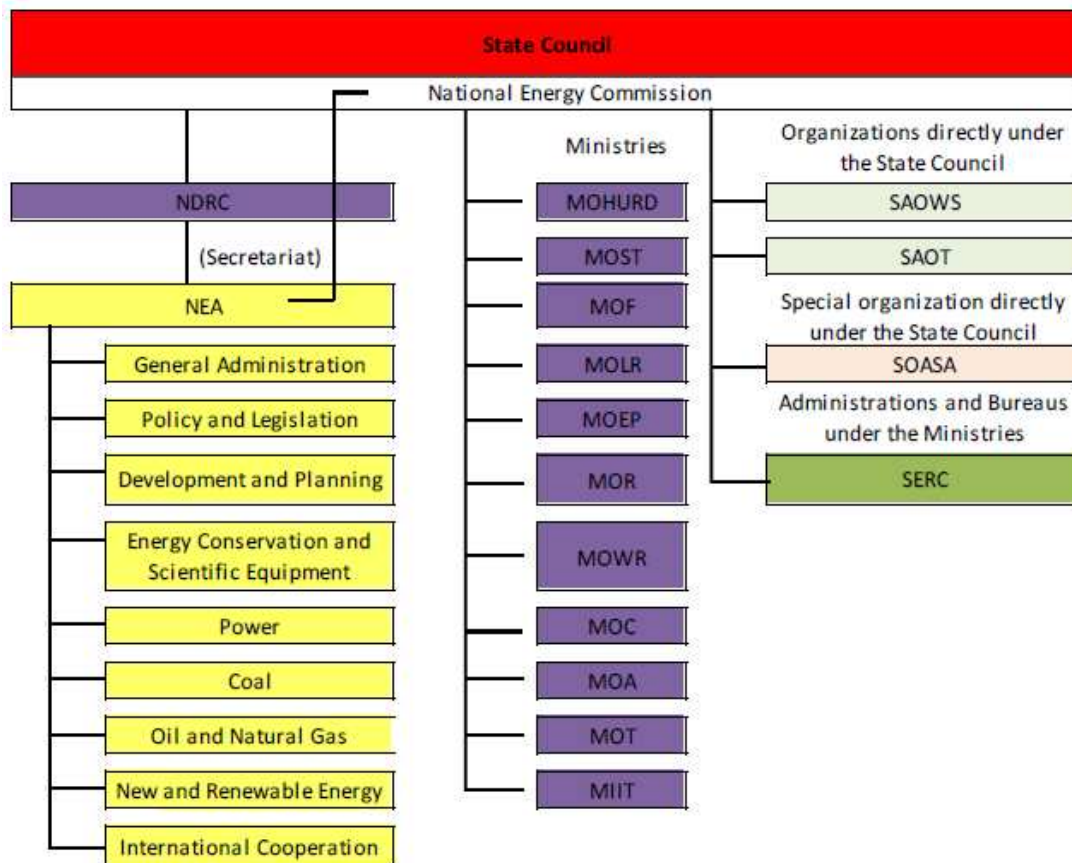 State Council
National Energy Commission
NDRC
(Secretariat)
NEA
General Administration
Policy and Legislation
Development and Planning
Energy Conservation and
Scientific Equipment
Power
Coal
Oil and Natural Gas
New and Renewable Energy
International Cooperation
Ministries
MOHURD
MOST
MOF
MOLR
MOEP
MOR
MOWR
MOC
MOA
MOT
MIIT
Organizations directly under
the State Council
SAOWS
SAOT
Special organization directly
under the State Council
SOASA
Administrations and Bureaus
under the Ministries
SERC